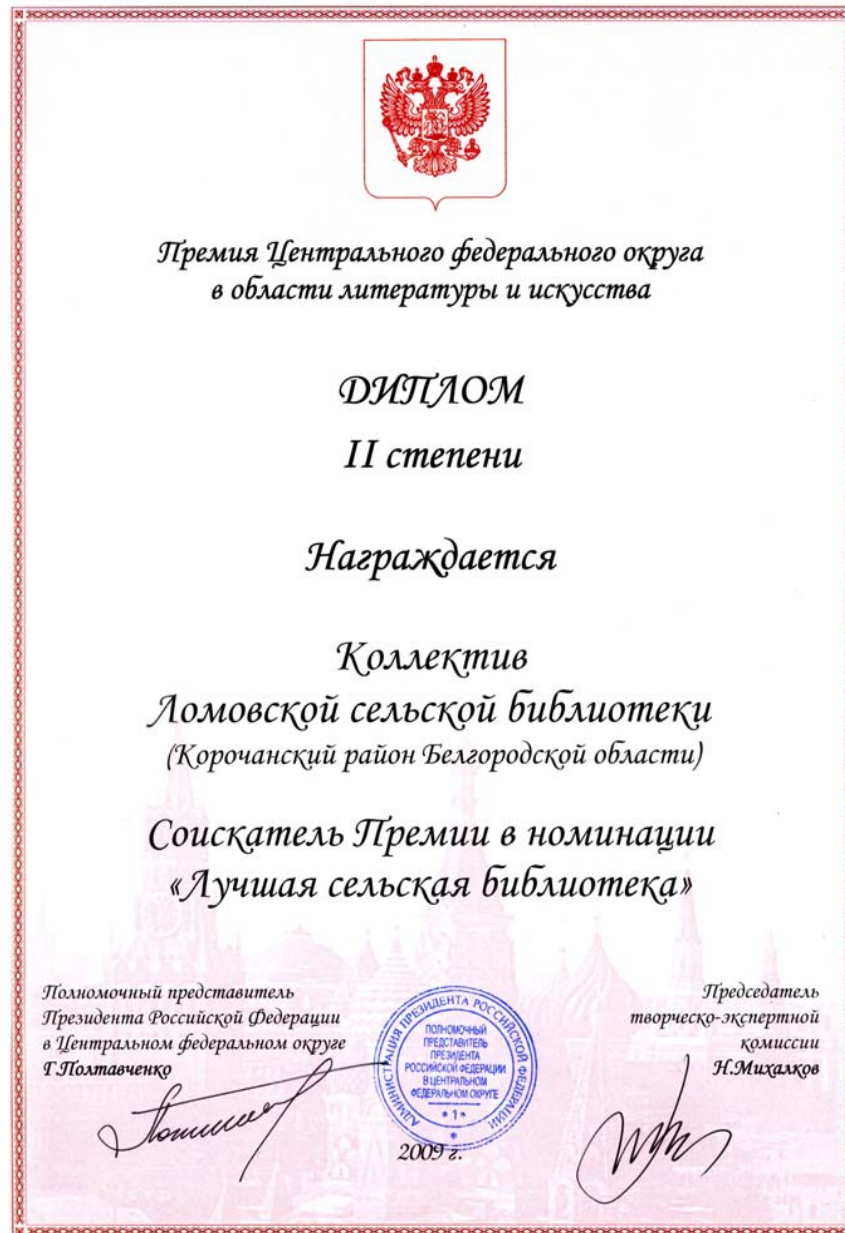 Премия Центрального федерального округа
в области литературы и искусства
ДИПЛОМ
II степени
Награждается
Коллектив
Ломовской сельской библиотеки
(Корочанский район Белгородской области)
Соискатель Премии в номинации
«Лучшая сельская библиотека»
Полномочный представитель
Президента Российской Федерации
в Центральном федеральном округе
Г.Полтавченко
АДМИНИСТРАЦИЯ ПРЕЗИДЕНТА РОССИЙСКОЙ ФЕДЕРАЦИИ
ПОЛНОМОЧНЫЙ
ПРЕДСТАВИТЕЛЬ
ПРЕЗИДЕНТА
РОССИЙСКОЙ ФЕДЕРАЦИИ
В ЦЕНТРАЛЬНОМ
ФЕДЕРАЛЬНОМ ОКРУГЕ
* 1 *
*
2009 г.
Председатель
творческо-экспертной
комиссии
Н.Михалков